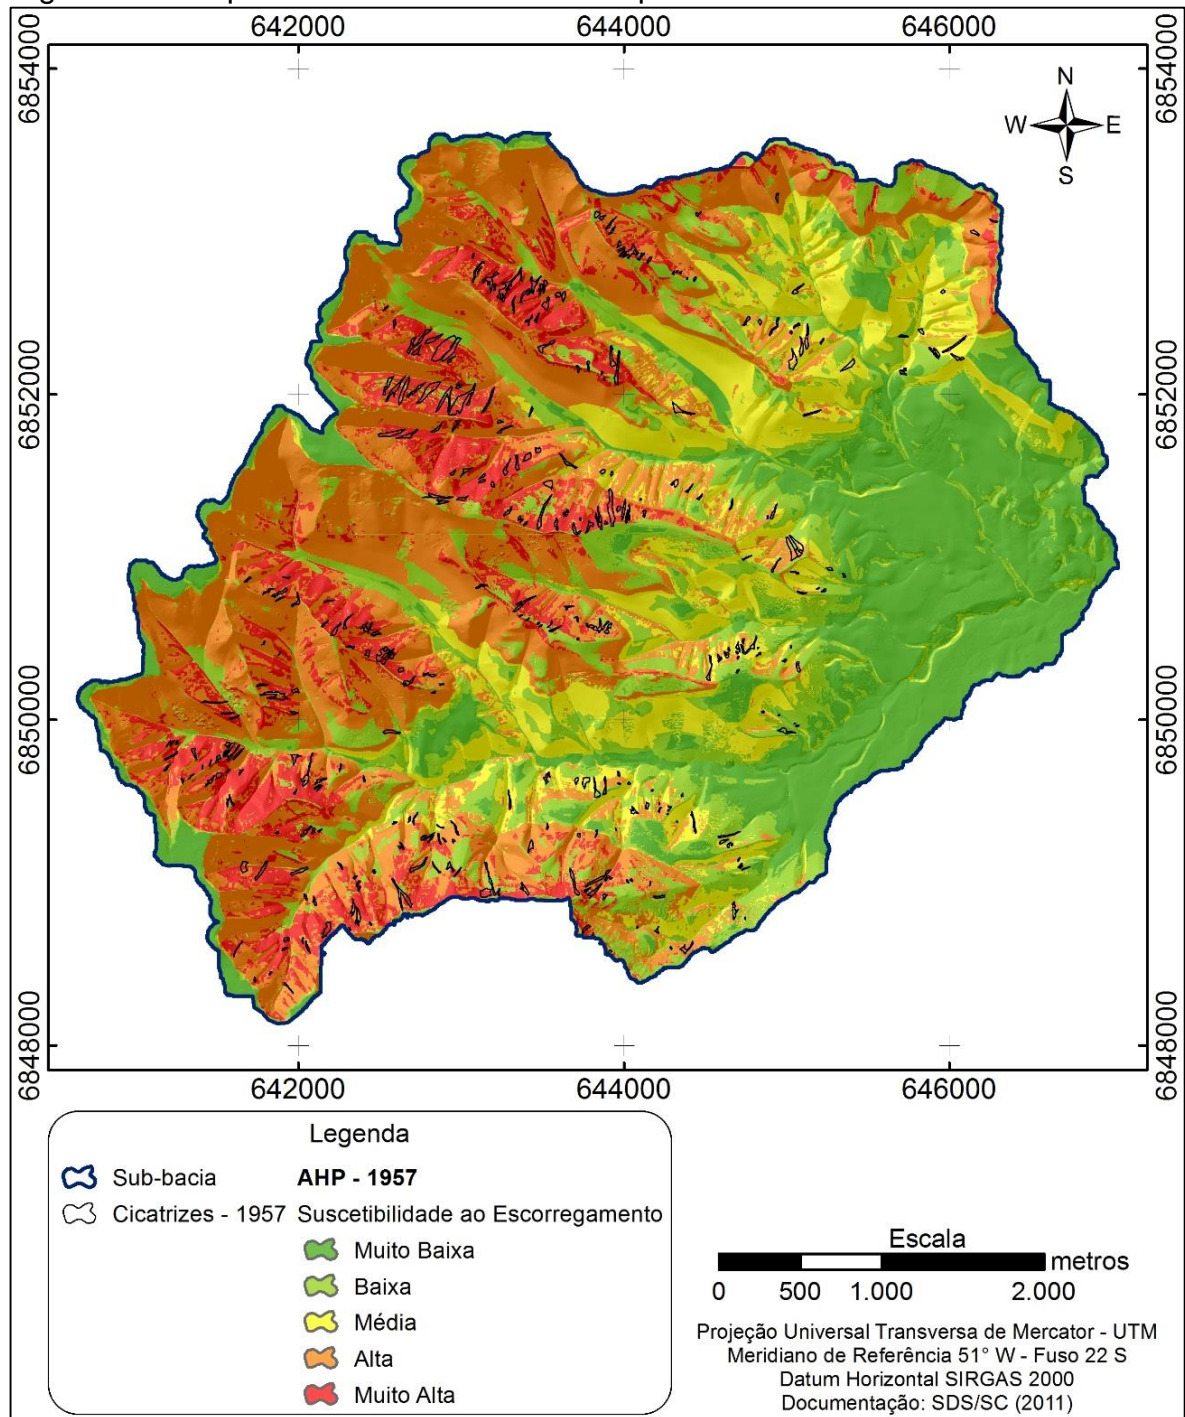 642000 644000 646000
6854000 6854000
N
W E
S
6852000 6852000
6850000 6850000
6848000 6848000
642000 644000 646000
Legenda
Sub-bacia AHP - 1957
Cicatrizes - 1957 Suscetibilidade ao Escorregamento
Muito Baixa
Baixa
Média
Alta
Muito Alta
Escala
metros
0 500 1.000 2.000
Projeção Universal Transversa de Mercator - UTM
Meridiano de Referência 51° W - Fuso 22 S
Datum Horizontal SIRGAS 2000
Documentação: SDS/SC (2011)